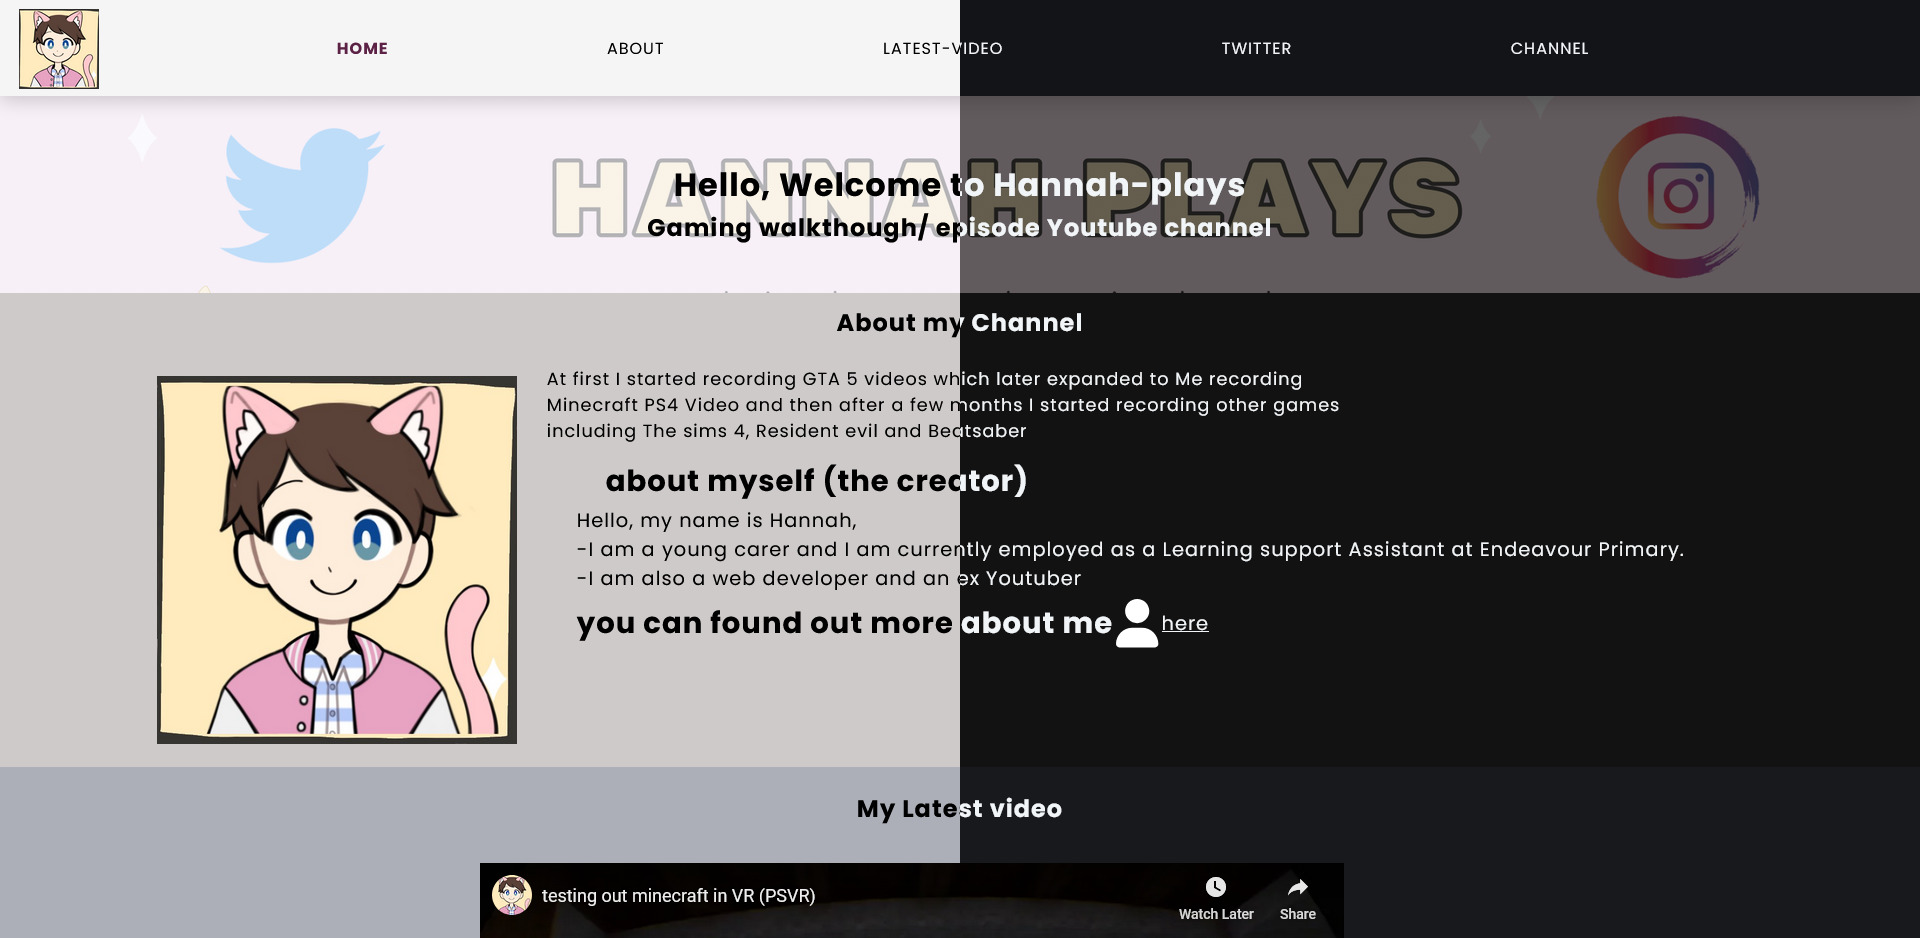 HOME ABOUT LATEST-VIDEO TWITTER CHANNEL
HANNAH PLAYS
Hello, Welcome to Hannah-plays
Gaming walkthough/ episode Youtube channel
About my Channel
At first I started recording GTA 5 videos which later expanded to Me recording
Minecraft PS4 Video and then after a few months I started recording other games
including The sims 4, Resident evil and Beatsaber
about myself (the creator)
Hello, my name is Hannah,
-I am a young carer and I am currently employed as a Learning support Assistant at Endeavour Primary.
-I am also a web developer and an ex Youtuber
you can found out more about me here
My Latest video
testing out minecraft in VR (PSVR)
Watch Later Share